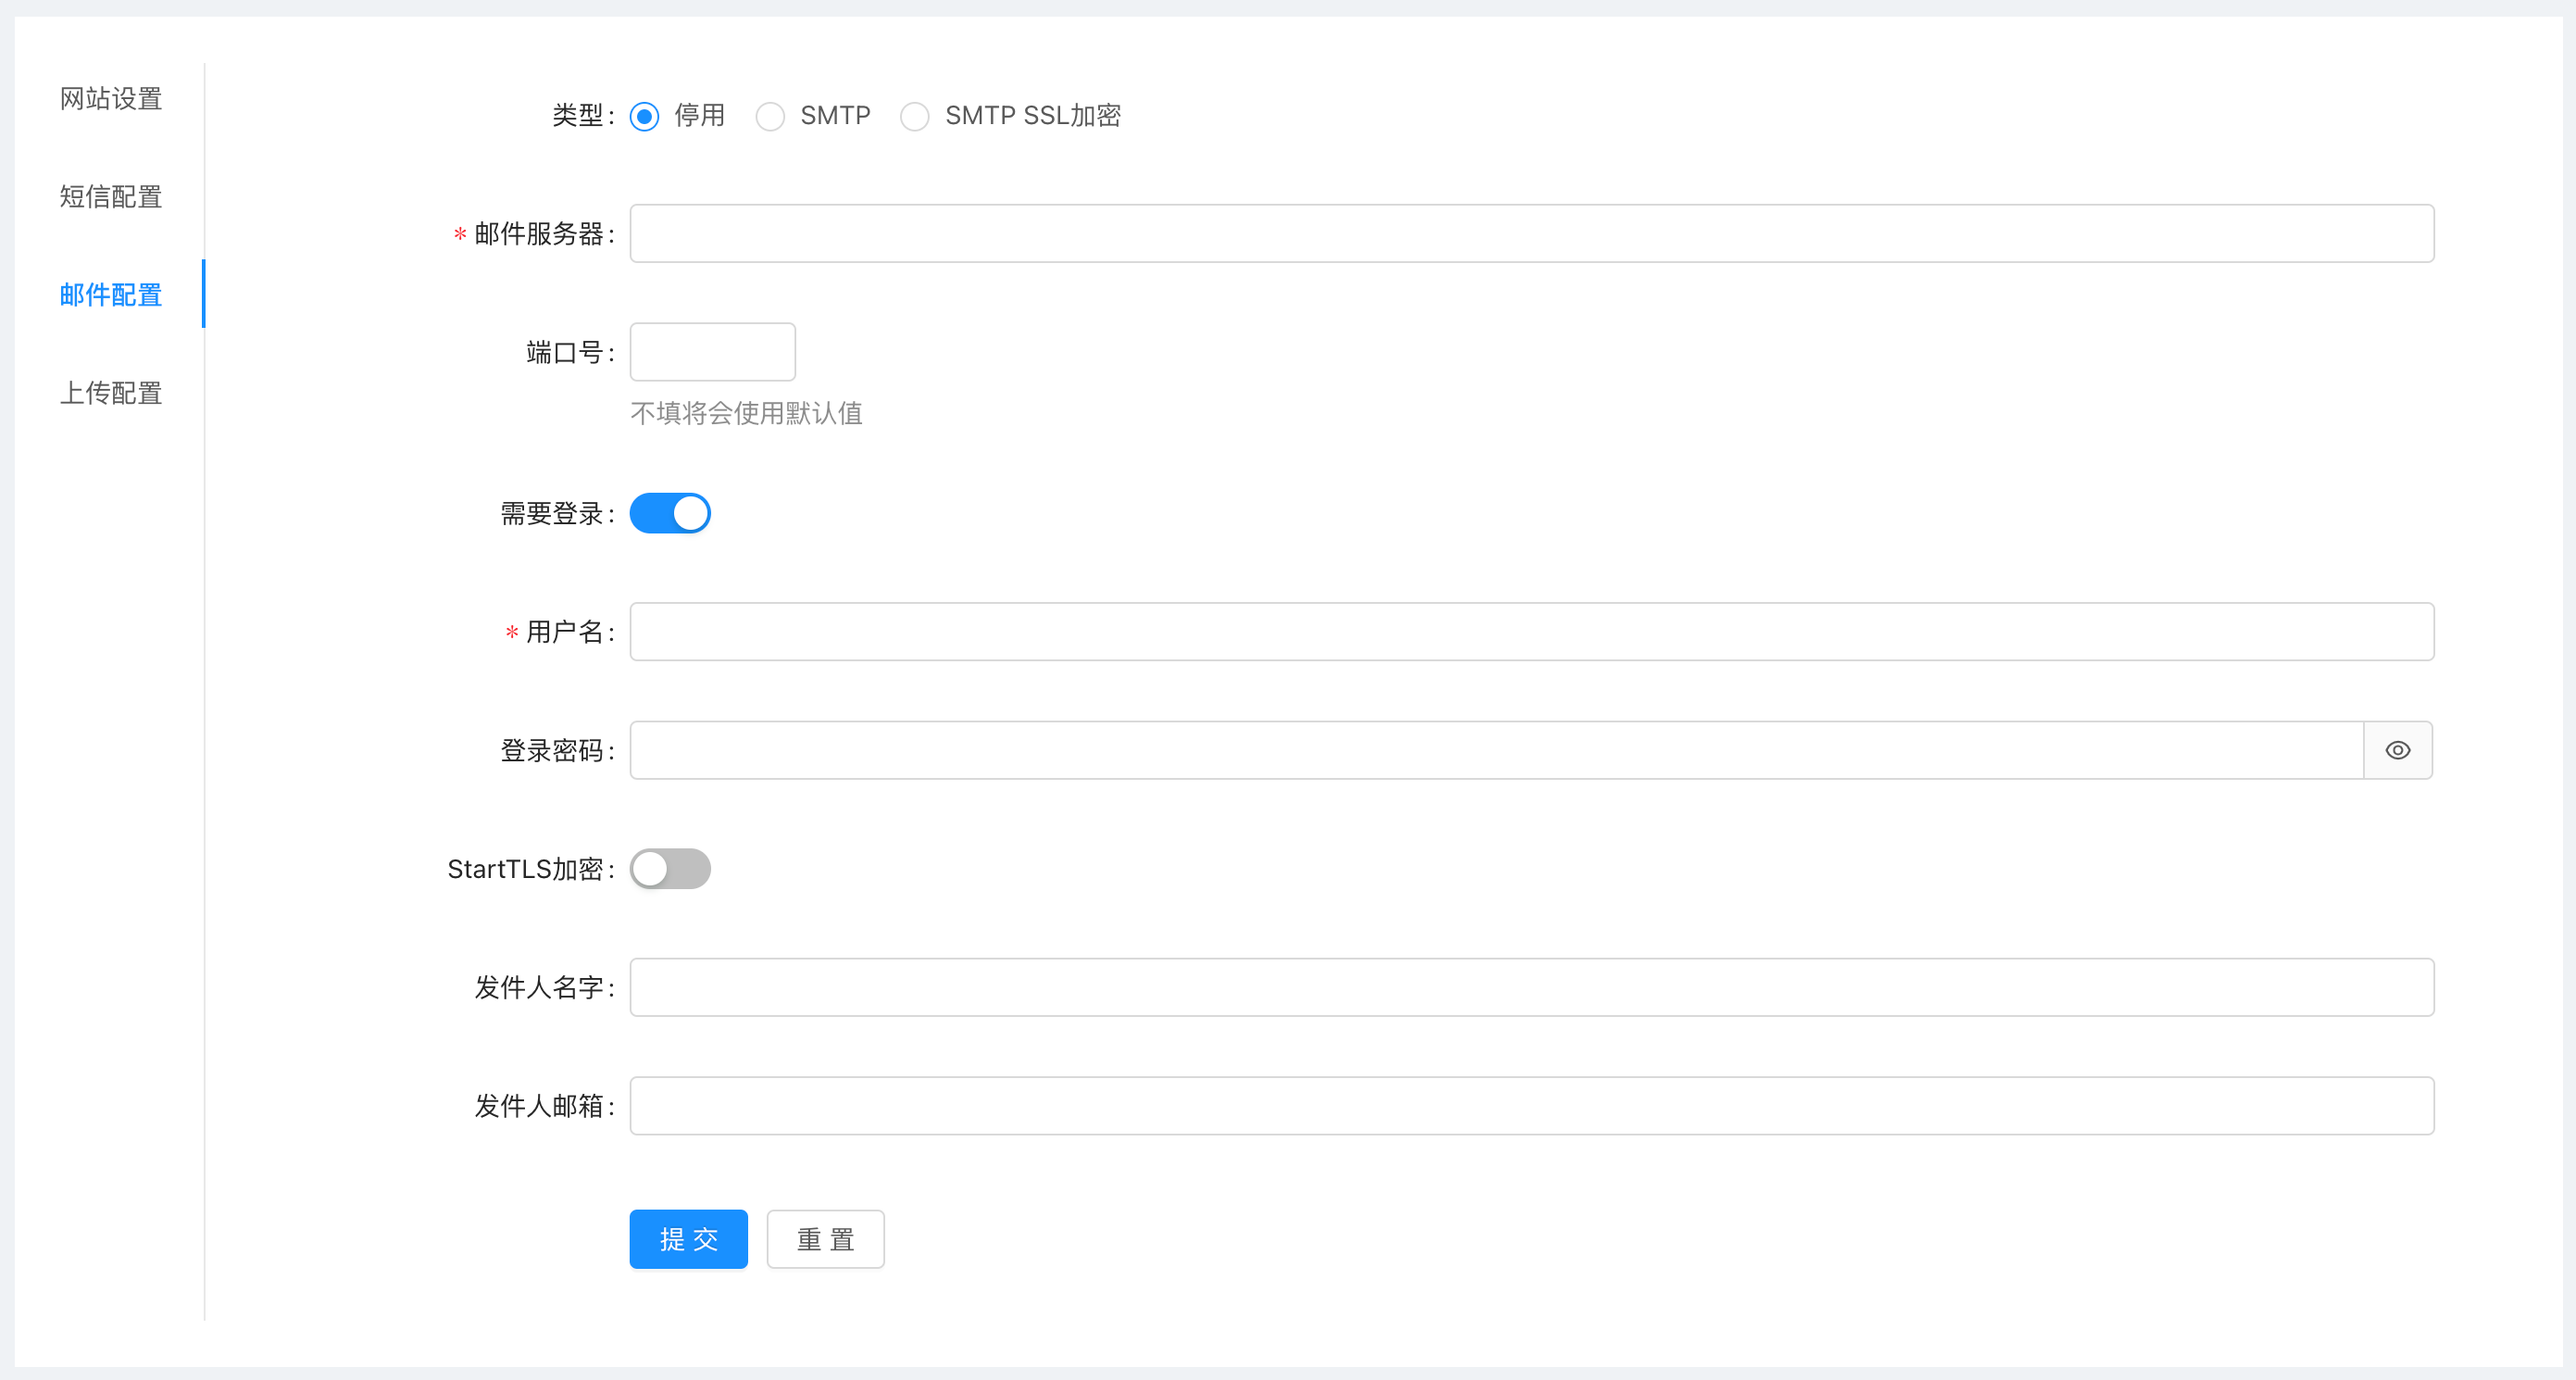 网站设置
短信配置
邮件配置
上传配置
类型: 停用 SMTP SMTP SSL加密
* 邮件服务器:
端口号:
不填将会使用默认值
需要登录:
* 用户名:
登录密码:
StartTLS加密:
发件人名字:
发件人邮箱:
提交 重置